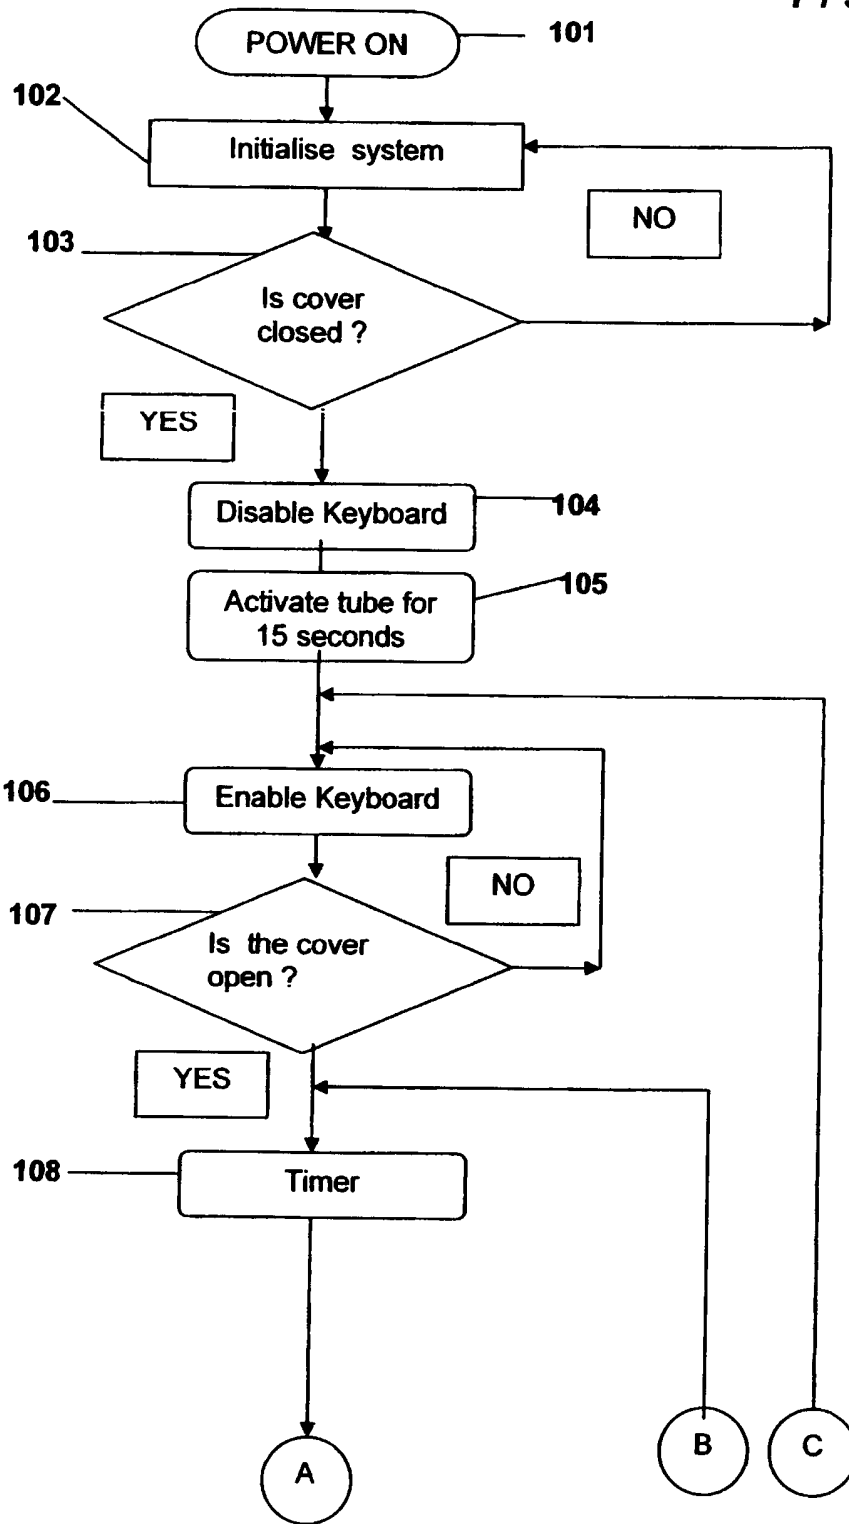 POWER ON
101
102
Initialise system
NO
103
Is cover
closed ?
YES
Disable Keyboard
104
Activate tube for
15 seconds
105
106
Enable Keyboard
NO
107
Is the cover
open ?
YES
108
Timer
A
B
C